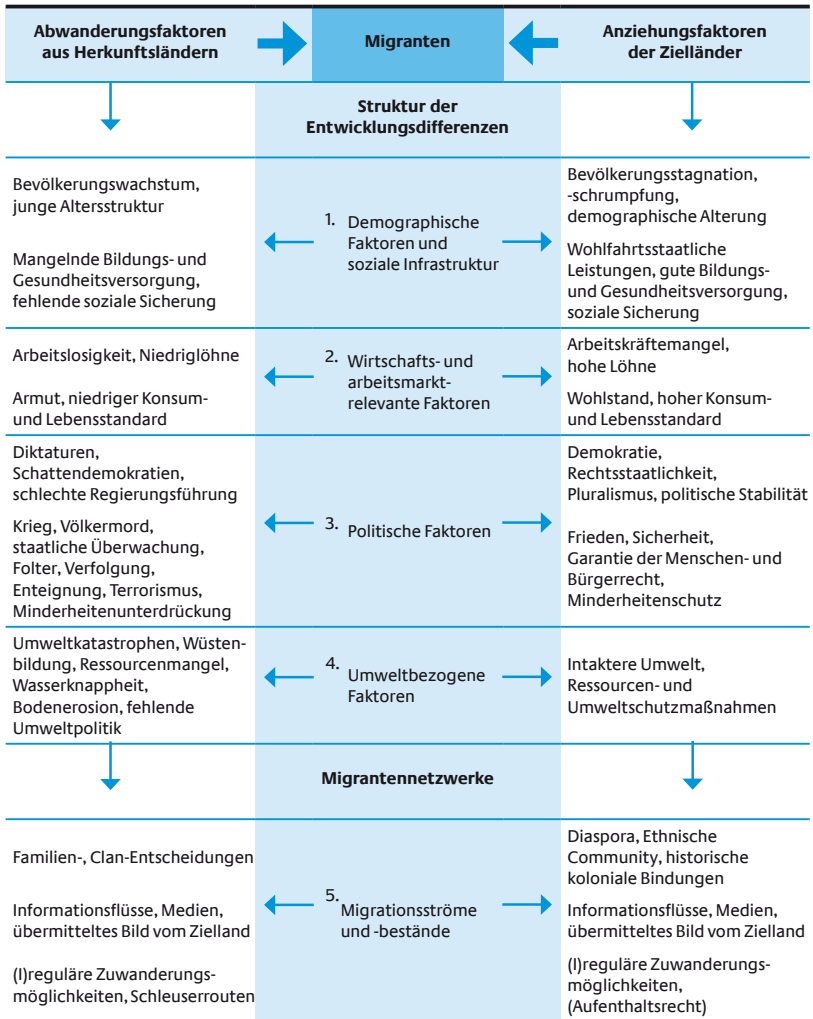 Abwanderungsfaktoren
aus Herkunftsländern
Migranten
Anziehungsfaktoren
der Zielländer
Struktur der
Entwicklungsdifferenzen
Bevölkerungswachstum,
junge Altersstruktur
Mangelnde Bildungs- und
Gesundheitsversorgung,
fehlende soziale Sicherung
1. Demographische
Faktoren und
soziale Infrastruktur
Bevölkerungsstagnation,
-schrumpfung,
demographische Alterung
Wohlfahrtsstaatliche
Leistungen, gute Bildungs-
und Gesundheitsversorgung,
soziale Sicherung
Arbeitslosigkeit, Niedriglöhne
Armut, niedriger Konsum-
und Lebensstandard
2. Wirtschafts- und
arbeitsmarkt-
relevante Faktoren
Arbeitskräftemangel,
hohe Löhne
Wohlstand, hoher Konsum-
und Lebensstandard
Diktaturen,
Schattendemokratien,
schlechte Regierungsführung
Krieg, Völkermord,
staatliche Überwachung,
Folter, Verfolgung,
Enteignung, Terrorismus,
Minderheitenunterdrückung
3. Politische Faktoren
Demokratie,
Rechtsstaatlichkeit,
Pluralismus, politische Stabilität
Frieden, Sicherheit,
Garantie der Menschen- und
Bürgerrecht,
Minderheitenschutz
Umweltkatastrophen, Wüsten-
bildung, Ressourcenmangel,
Wasserknappheit,
Bodenerosion, fehlende
Umweltpolitik
4. Umweltbezogene
Faktoren
Intaktere Umwelt,
Ressourcen- und
Umweltschutzmaßnahmen
Migrantennetzwerke
Familien-, Clan-Entscheidungen
Informationsflüsse, Medien,
übermitteltes Bild vom Zielland
(I)reguläre Zuwanderungs-
möglichkeiten, Schleuserrouten
5. Migrationsströme
und -bestände
Diaspora, Ethnische
Community, historische
koloniale Bindungen
Informationsflüsse, Medien,
übermitteltes Bild vom Zielland
(I)reguläre Zuwanderungs-
möglichkeiten,
(Aufenthaltsrecht)